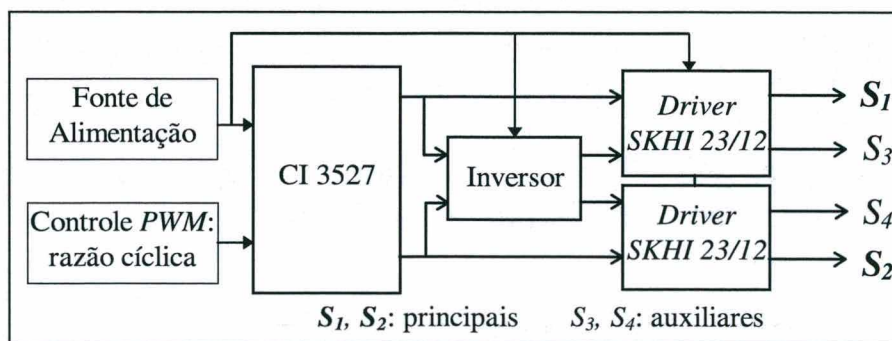 Fonte de
Alimentação
Controle PWM:
razão cíclica
CI 3527
Inversor
Driver
SKHI 23/12
Driver
SKHI 23/12
S1
S3
S4
S2
S1, S2: principais
S3, S4: auxiliares